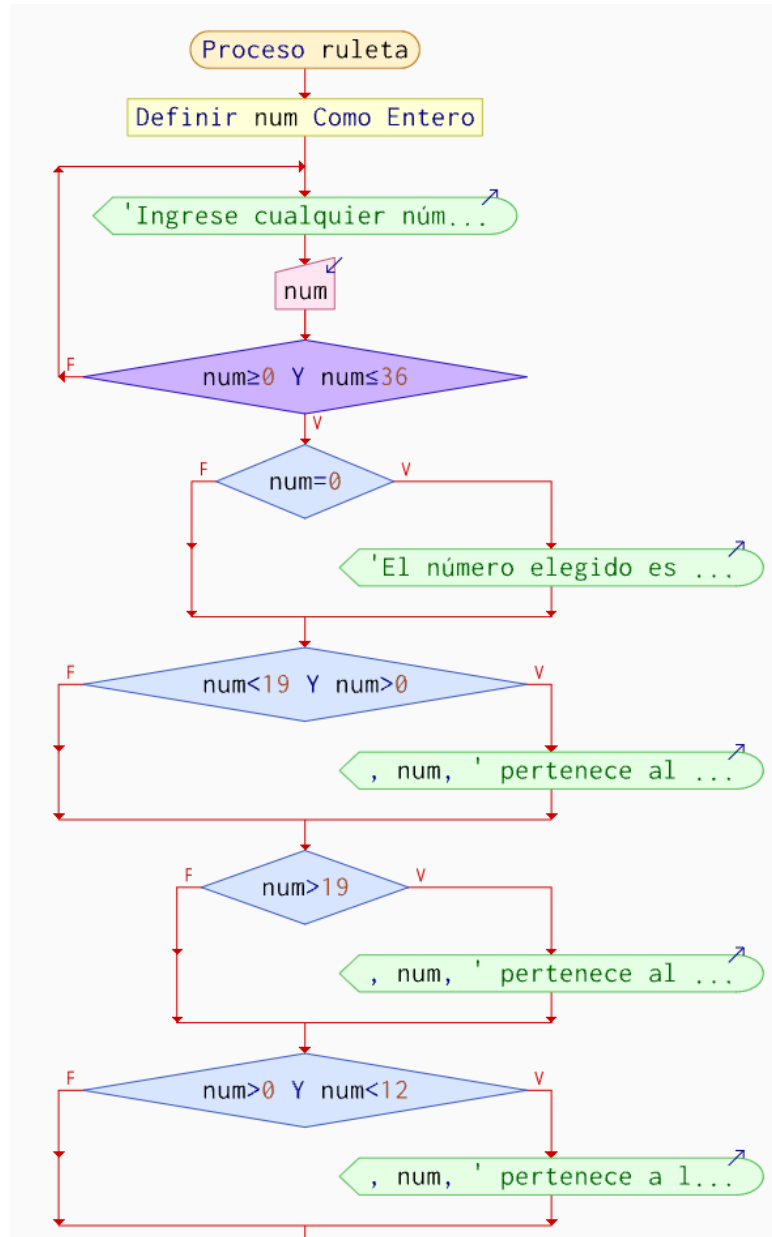 Proceso ruleta
Definir num Como Entero
'Ingrese cualquier núm...
num
F
num≥0 Y num≤36
V
F
num=0
V
'El número elegido es ...
F
num<19 Y num>0
V
, num, ' pertenece al ...
F
num>19
V
, num, ' pertenece al ...
F
num>0 Y num<12
V
, num, ' pertenece a l...